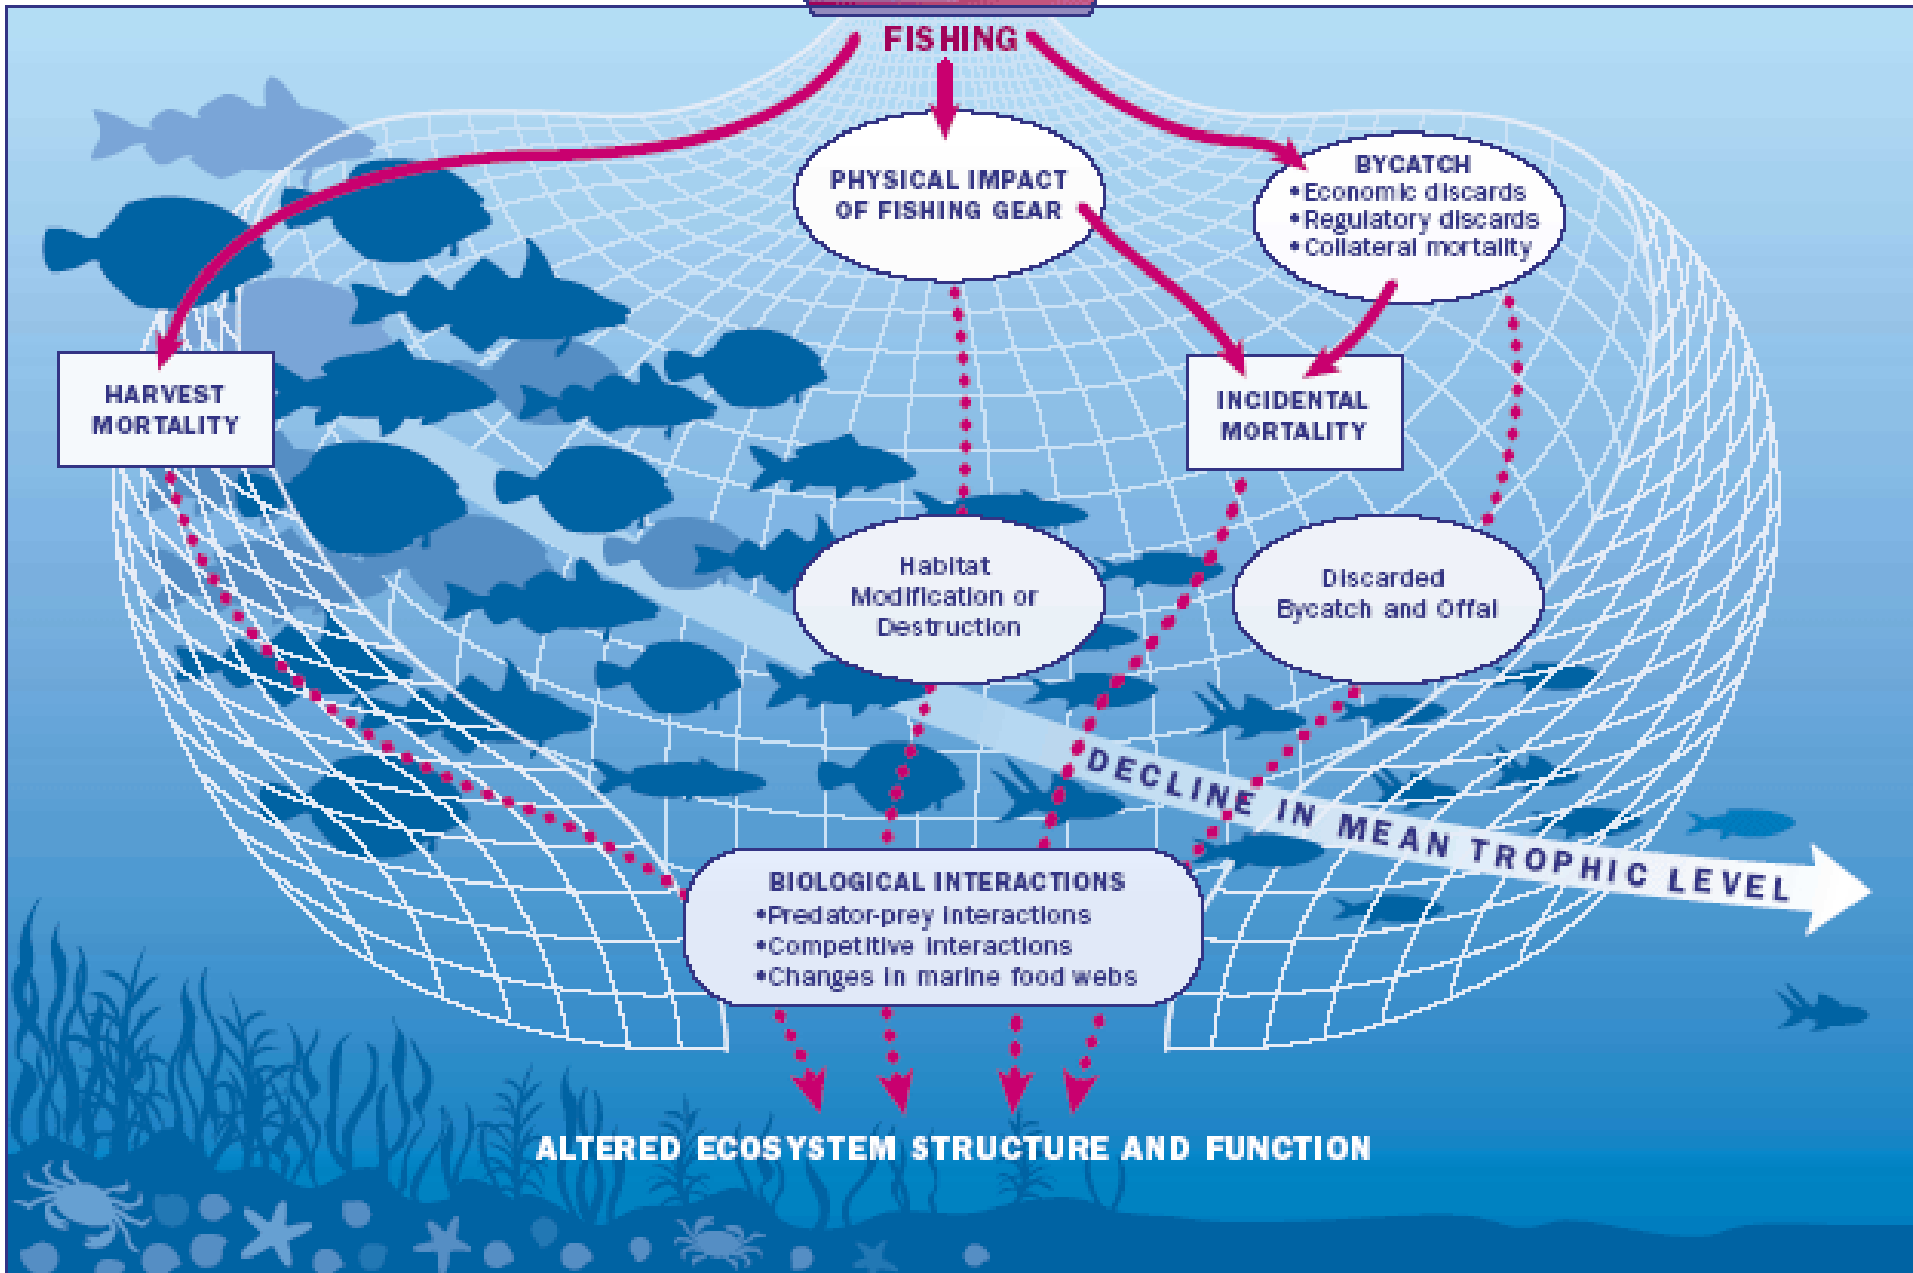 FISHING
PHYSICAL IMPACT
OF FISHING GEAR
BYCATCH
•Economic discards
•Regulatory discards
•Collateral mortality
HARVEST
MORTALITY
INCIDENTAL
MORTALITY
Habitat
Modification or
Destruction
Discarded
Bycatch and Offal
DECLINE IN MEAN TROPHIC LEVEL
BIOLOGICAL INTERACTIONS
•Predator-prey interactions
•Competitive interactions
•Changes in marine food webs
ALTERED ECOSYSTEM STRUCTURE AND FUNCTION